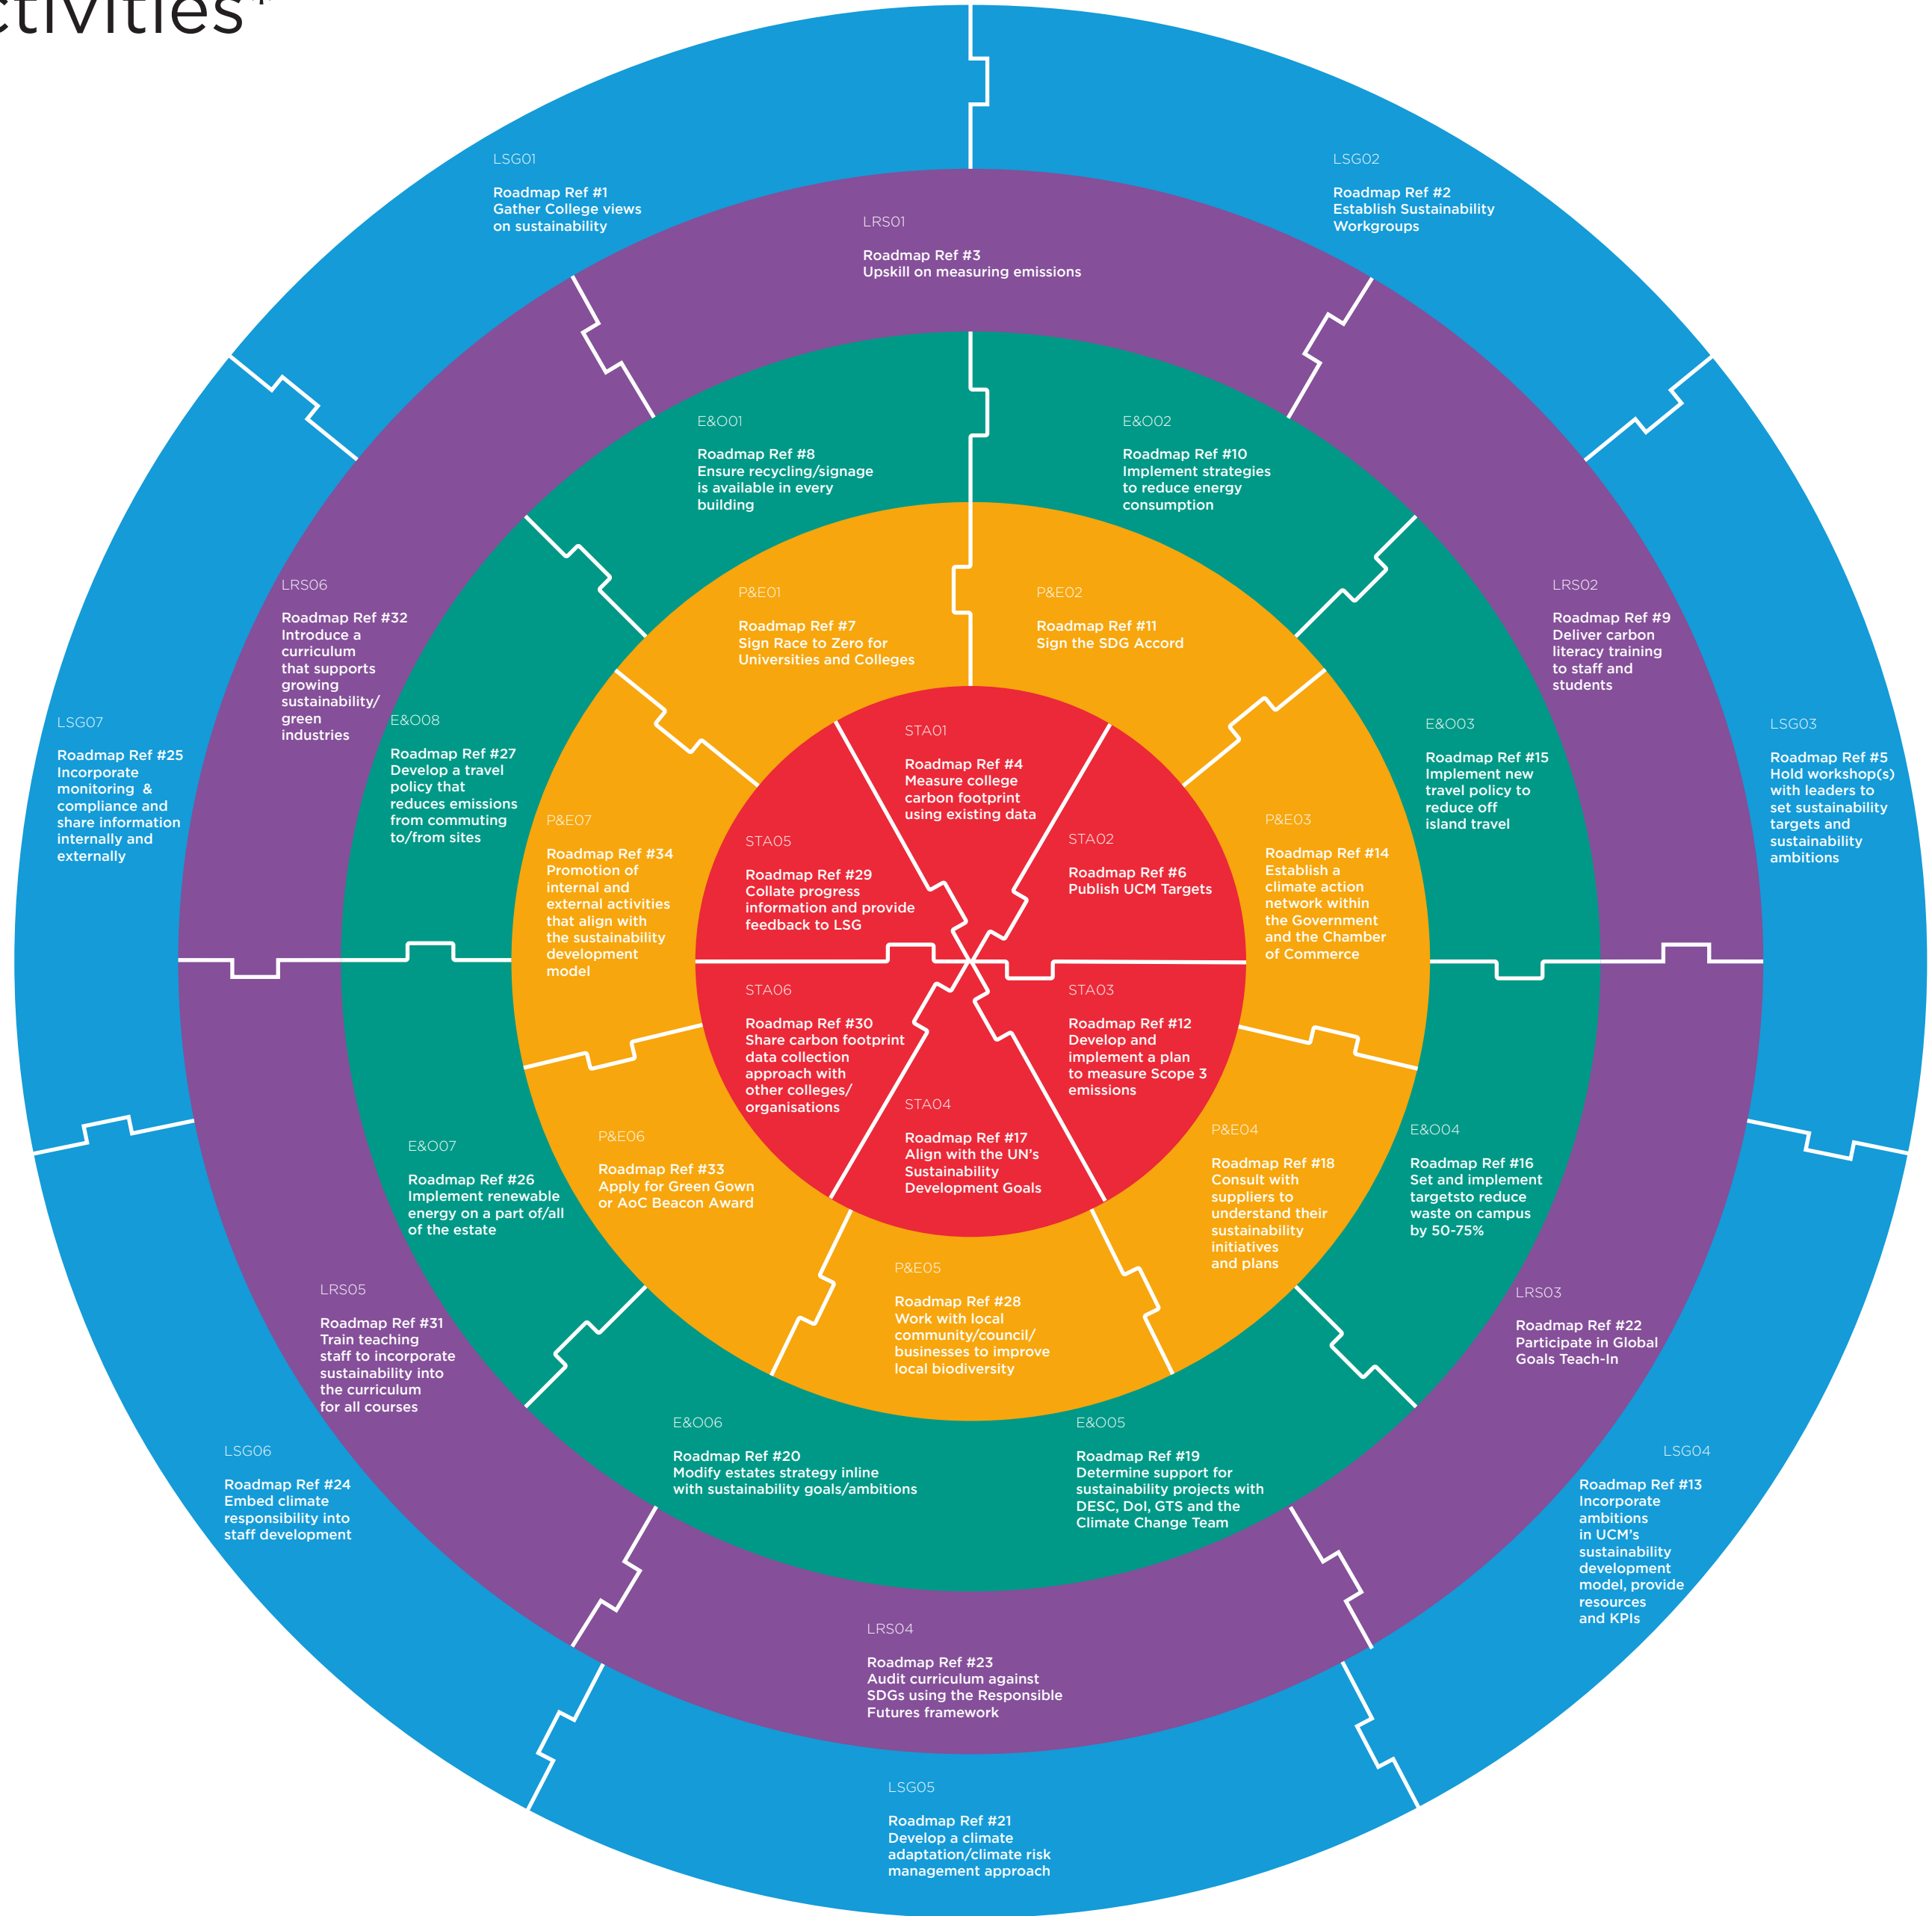 ctivities*
LSG01
Roadmap Ref #1
Gather College views
on sustainability
LSG02
Roadmap Ref #2
Establish Sustainability
Workgroups
LRS01
Roadmap Ref #3
Upskill on measuring emissions
E&O01
Roadmap Ref #8
Ensure recycling/signage
is available in every
building
E&O02
Roadmap Ref #10
Implement strategies
to reduce energy
consumption
LRS06
Roadmap Ref #32
Introduce a
curriculum
that supports
growing
sustainability/
green
industries
P&E01
Roadmap Ref #7
Sign Race to Zero for
Universities and Colleges
P&E02
Roadmap Ref #11
Sign the SDG Accord
LRS02
Roadmap Ref #9
Deliver carbon
literacy training
to staff and
students
LSG07
Roadmap Ref #25
Incorporate
monitoring  &
compliance and
share information
internally and
externally
E&O08
Roadmap Ref #27
Develop a travel
policy that
reduces emissions
from commuting
to/from sites
STA01
Roadmap Ref #4
Measure college
carbon footprint
using existing data
E&O03
Roadmap Ref #15
Implement new
travel policy to
reduce off
island travel
LSG03
Roadmap Ref #5
Hold workshop(s)
with leaders to
set sustainability
targets and
sustainability
ambitions
P&E07
Roadmap Ref #34
Promotion of
internal and
external activities
that align with
the sustainability
development
model
STA05
Roadmap Ref #29
Collate progress
information and provide
feedback to LSG
STA02
Roadmap Ref #6
Publish UCM Targets
P&E03
Roadmap Ref #14
Establish a
climate action
network within
the Government
and the Chamber
of Commerce
STA06
Roadmap Ref #30
Share carbon footprint
data collection
approach with
other colleges/
organisations
STA03
Roadmap Ref #12
Develop and
implement a plan
to measure Scope 3
emissions
STA04
Roadmap Ref #17
Align with the UN's
Sustainability
Development Goals
E&O07
Roadmap Ref #26
Implement renewable
energy on a part of/all
of the estate
P&E06
Roadmap Ref #33
Apply for Green Gown
or AoC Beacon Award
P&E04
Roadmap Ref #18
Consult with
suppliers to
understand their
sustainability
initiatives
and plans
E&O04
Roadmap Ref #16
Set and implement
targetsto reduce
waste on campus
by 50-75%
P&E05
Roadmap Ref #28
Work with local
community/council/
businesses to improve
local biodiversity
LRS05
Roadmap Ref #31
Train teaching
staff to incorporate
sustainability into
the curriculum
for all courses
LRS03
Roadmap Ref #22
Participate in Global
Goals Teach-In
E&O06
Roadmap Ref #20
Modify estates strategy inline
with sustainability goals/ambitions
E&O05
Roadmap Ref #19
Determine support for
sustainability projects with
DESC, DoI, GTS and the
Climate Change Team
LSG06
Roadmap Ref #24
Embed climate
responsibility into
staff development
LSG04
Roadmap Ref #13
Incorporate
ambitions
in UCM's
sustainability
development
model, provide
resources
and KPIs
LRS04
Roadmap Ref #23
Audit curriculum against
SDGs using the Responsible
Futures framework
LSG05
Roadmap Ref #21
Develop a climate
adaptation/climate risk
management approach